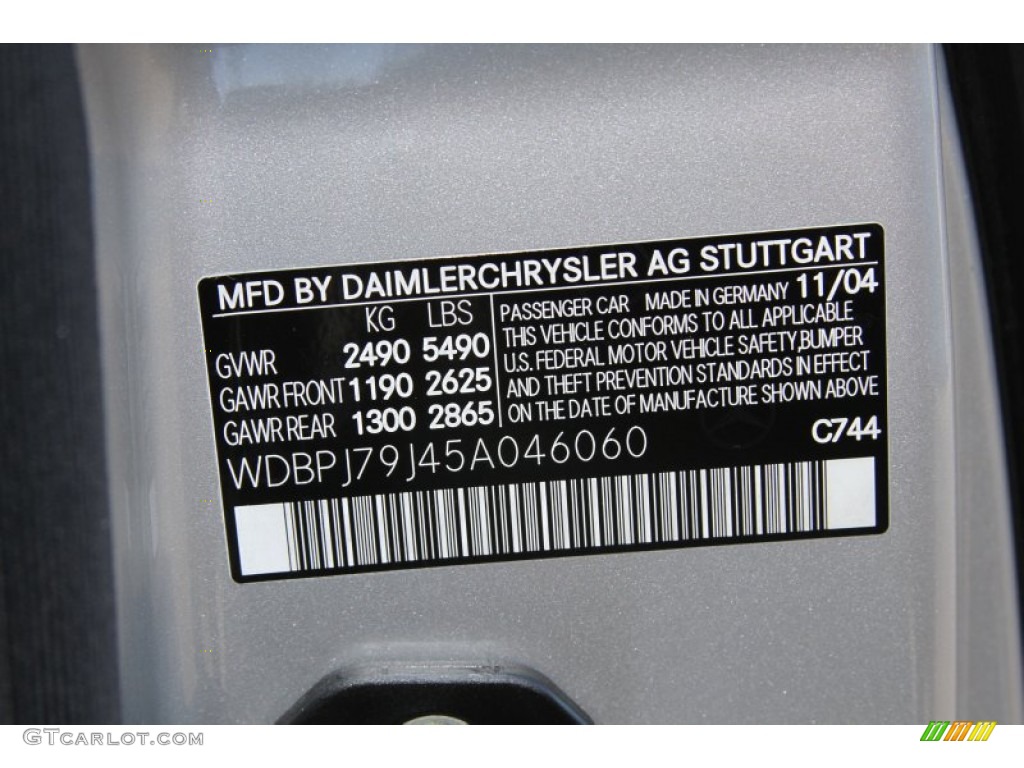 MFD BY DAIMLERCHRYSLER AG STUTTGART
KG LBS
GVWR 2490 5490
GAWR FRONT 1190 2625
GAWR REAR 1300 2865
PASSENGER CAR MADE IN GERMANY 11/04
THIS VEHICLE CONFORMS TO ALL APPLICABLE
U.S. FEDERAL MOTOR VEHICLE SAFETY,BUMPER
AND THEFT PREVENTION STANDARDS IN EFFECT
ON THE DATE OF MANUFACTURE SHOWN ABOVE
C744
WDBPJ79J45A046060
GTCARLOT.COM